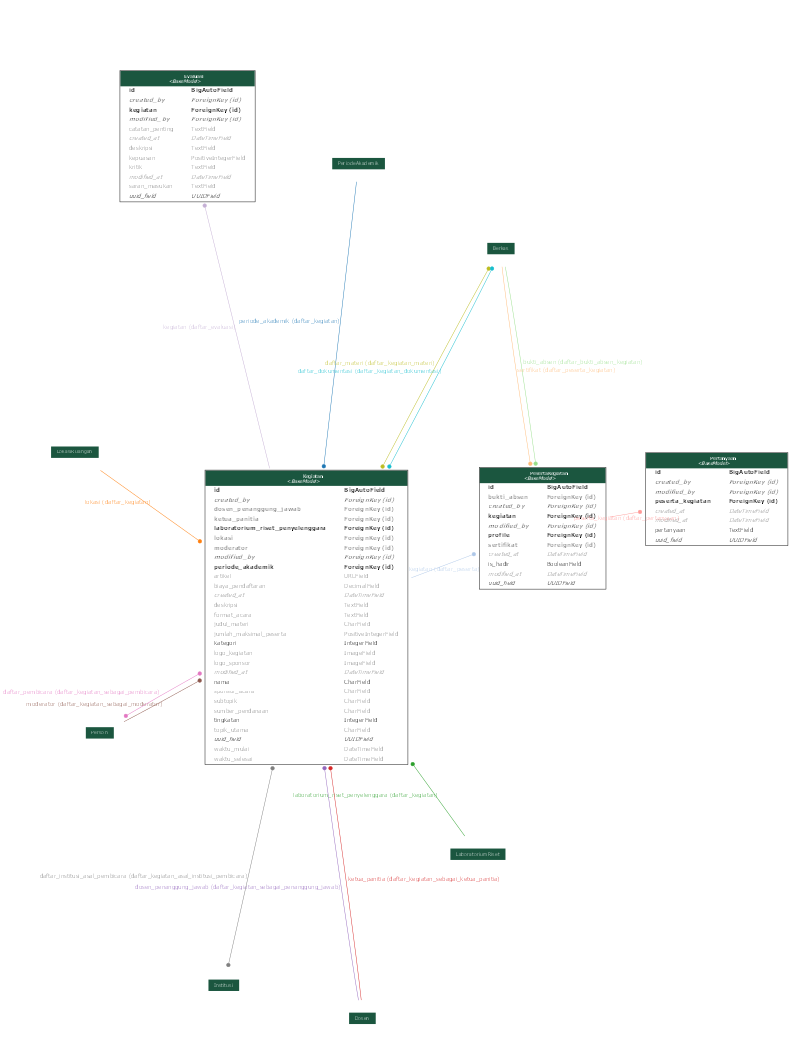 Evaluasi
<BaseModel>
id BigAutoField
created_by ForeignKey (id)
kegiatan ForeignKey (id)
modified_by ForeignKey (id)
catatan_penting TextField
created_at DateTimeField
deskripsi TextField
kepuasan PositiveIntegerField
kritik TextField
modified_at DateTimeField
saran_masukan TextField
uuid_field UUIDField
PeriodeAkademik
Berkas
kegiatan (daftar_evaluasi)
periode_akademik (daftar_kegiatan)
daftar_materi (daftar_kegiatan_materi)
daftar_dokumentasi (daftar_kegiatan_dokumentasi)
bukti_absen (daftar_bukti_absen_kegiatan)
sertifikat (daftar_peserta_kegiatan)
lokasi (daftar_kegiatan)
Kegiatan
<BaseModel>
id BigAutoField
created_by ForeignKey (id)
dosen_penanggung_jawab ForeignKey (id)
ketua_panitia ForeignKey (id)
laboratorium_riset_penyelenggara ForeignKey (id)
lokasi ForeignKey (id)
moderator ForeignKey (id)
modified_by ForeignKey (id)
periode_akademik ForeignKey (id)
artikel URLField
biaya_pendaftaran DecimalField
created_at DateTimeField
deskripsi TextField
format_acara TextField
judul_materi CharField
jumlah_maksimal_peserta PositiveIntegerField
kategori IntegerField
logo_kegiatan ImageField
logo_sponsor ImageField
modified_at DateTimeField
nama CharField
sponsor_acara CharField
subtopik CharField
sumber_pendanaan CharField
tingkatan IntegerField
topik_utama CharField
uuid_field UUIDField
waktu_mulai DateTimeField
waktu_selesai DateTimeField
PesertaKegiatan
<BaseModel>
id BigAutoField
bukti_absen ForeignKey (id)
created_by ForeignKey (id)
kegiatan ForeignKey (id)
modified_by ForeignKey (id)
profile ForeignKey (id)
sertifikat ForeignKey (id)
created_at DateTimeField
is_hadir BooleanField
modified_at DateTimeField
uuid_field UUIDField
Pertanyaan
<BaseModel>
id BigAutoField
created_by ForeignKey (id)
modified_by ForeignKey (id)
peserta_kegiatan ForeignKey (id)
created_at DateTimeField
modified_at DateTimeField
pertanyaan TextField
uuid_field UUIDField
daftar_pembicara (daftar_kegiatan_sebagai_pembicara)
moderator (daftar_kegiatan_sebagai_moderator)
Person
laboratorium_riset_penyelenggara (daftar_kegiatan)
LaboratoriumRiset
daftar_institusi_asal_pembicara (daftar_kegiatan_asal_institusi_pembicara)
dosen_penanggung_jawab (daftar_kegiatan_sebagai_penanggung_jawab)
ketua_panitia (daftar_kegiatan_sebagai_ketua_panitia)
Institusi
Dosen